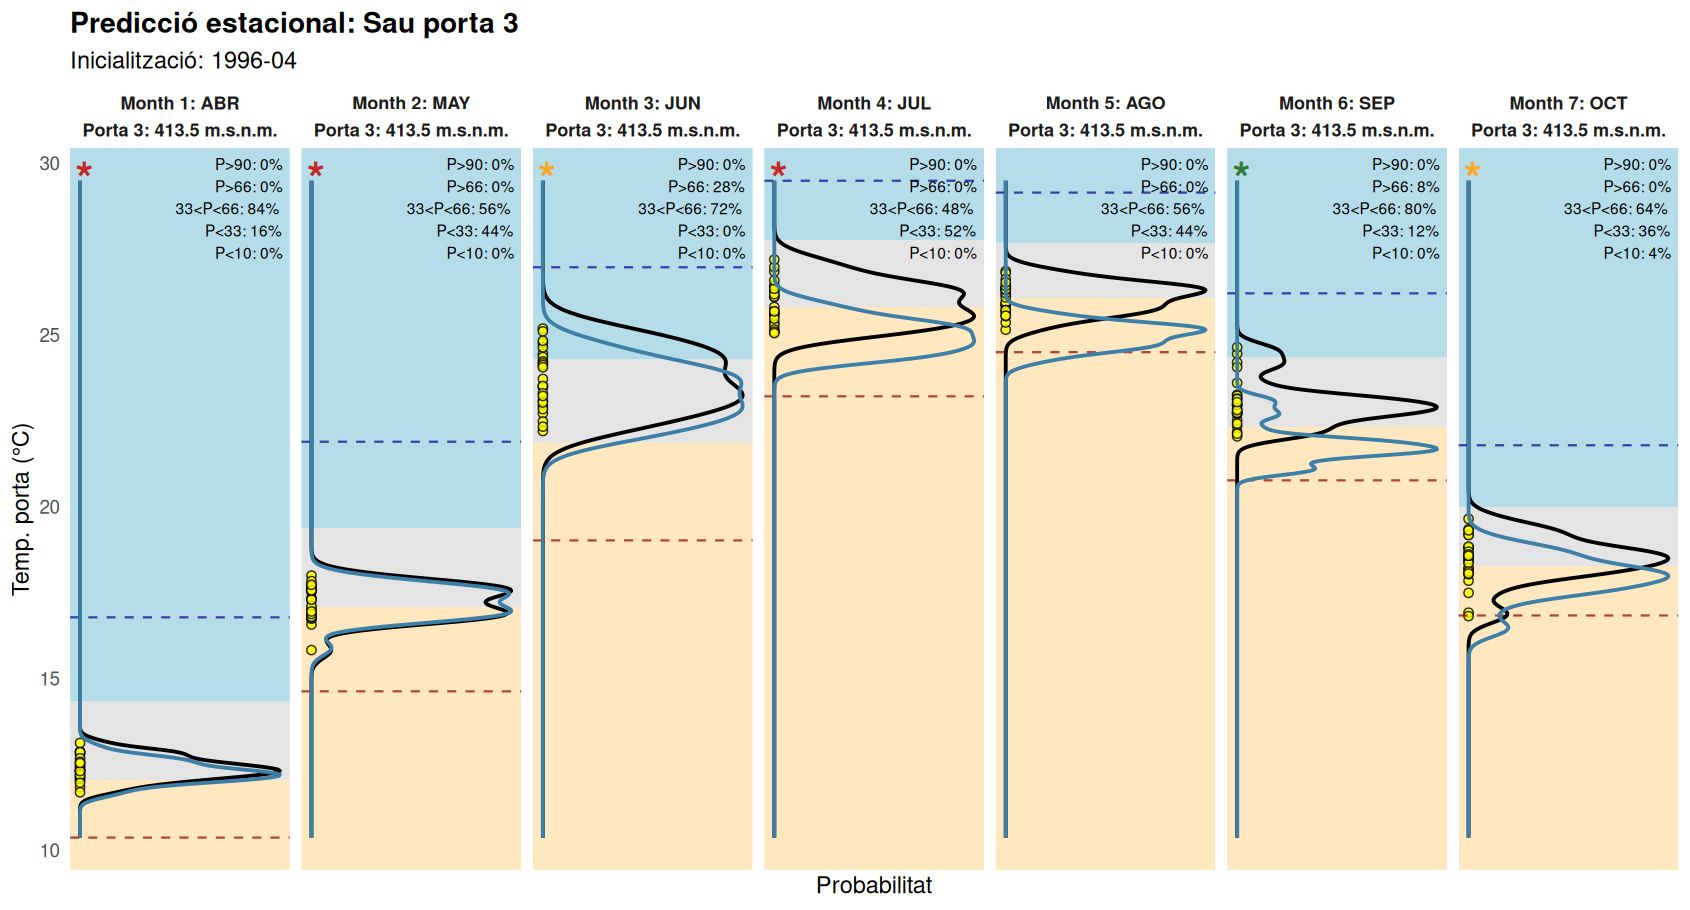 Predicció estacional: Sau porta 3
Inicialització: 1996-04
Month 1: ABR
Porta 3: 413.5 m.s.n.m.
Month 2: MAY
Porta 3: 413.5 m.s.n.m.
Month 3: JUN
Porta 3: 413.5 m.s.n.m.
Month 4: JUL
Porta 3: 413.5 m.s.n.m.
Month 5: AGO
Porta 3: 413.5 m.s.n.m.
Month 6: SEP
Porta 3: 413.5 m.s.n.m.
Month 7: OCT
Porta 3: 413.5 m.s.n.m.
Temp. porta (°C)
30
25
20
15
10
*
P>90: 0%
P>66: 0%
33<P<66: 84%
P<33: 16%
P<10: 0%
*
P>90: 0%
P>66: 0%
33<P<66: 56%
P<33: 44%
P<10: 0%
*
P>90: 0%
P>66: 28%
33<P<66: 72%
P<33: 0%
P<10: 0%
*
P>90: 0%
P>66: 0%
33<P<66: 48%
P<33: 52%
P<10: 0%
P>90: 0%
P>66: 0%
33<P<66: 56%
P<33: 44%
P<10: 0%
*
P>90: 0%
P>66: 8%
33<P<66: 80%
P<33: 12%
P<10: 0%
*
P>90: 0%
P>66: 0%
33<P<66: 64%
P<33: 36%
P<10: 4%
Probabilitat